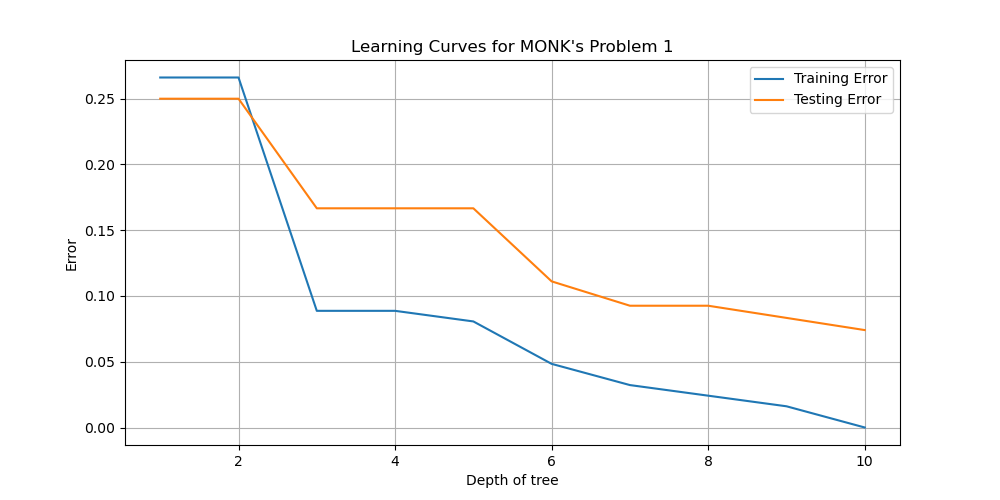 Learning Curves for MONK's Problem 1
Training Error
Testing Error
0.25
0.20
0.15
0.10
0.05
0.00
Error
2
4
6
8
10
Depth of tree